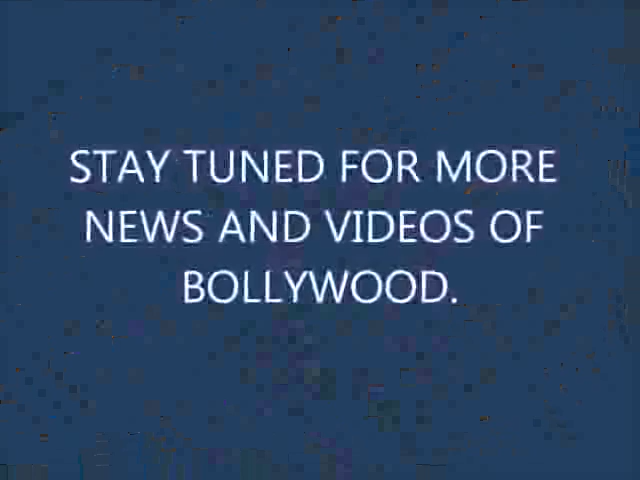 STAY TUNED FOR MORE
NEWS AND VIDEOS OF
BOLLYWOOD.